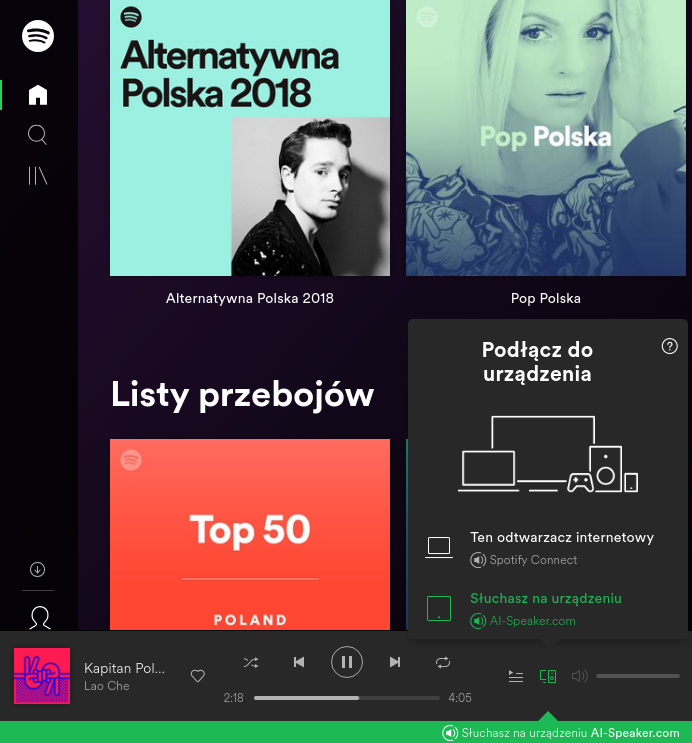 Alternatywna
Polska 2018
Pop Polska
Alternatywna Polska 2018
Pop Polska
Listy przebojów
Top 50
POLAND
Podłącz do
urządzenia
Ten odtwarzacz internetowy
Spotify Connect
Słuchasz na urządzeniu
AI-Speaker.com
Kapitan Pol...
Lao Che
2:18
4:05
Słuchasz na urządzeniu AI-Speaker.com